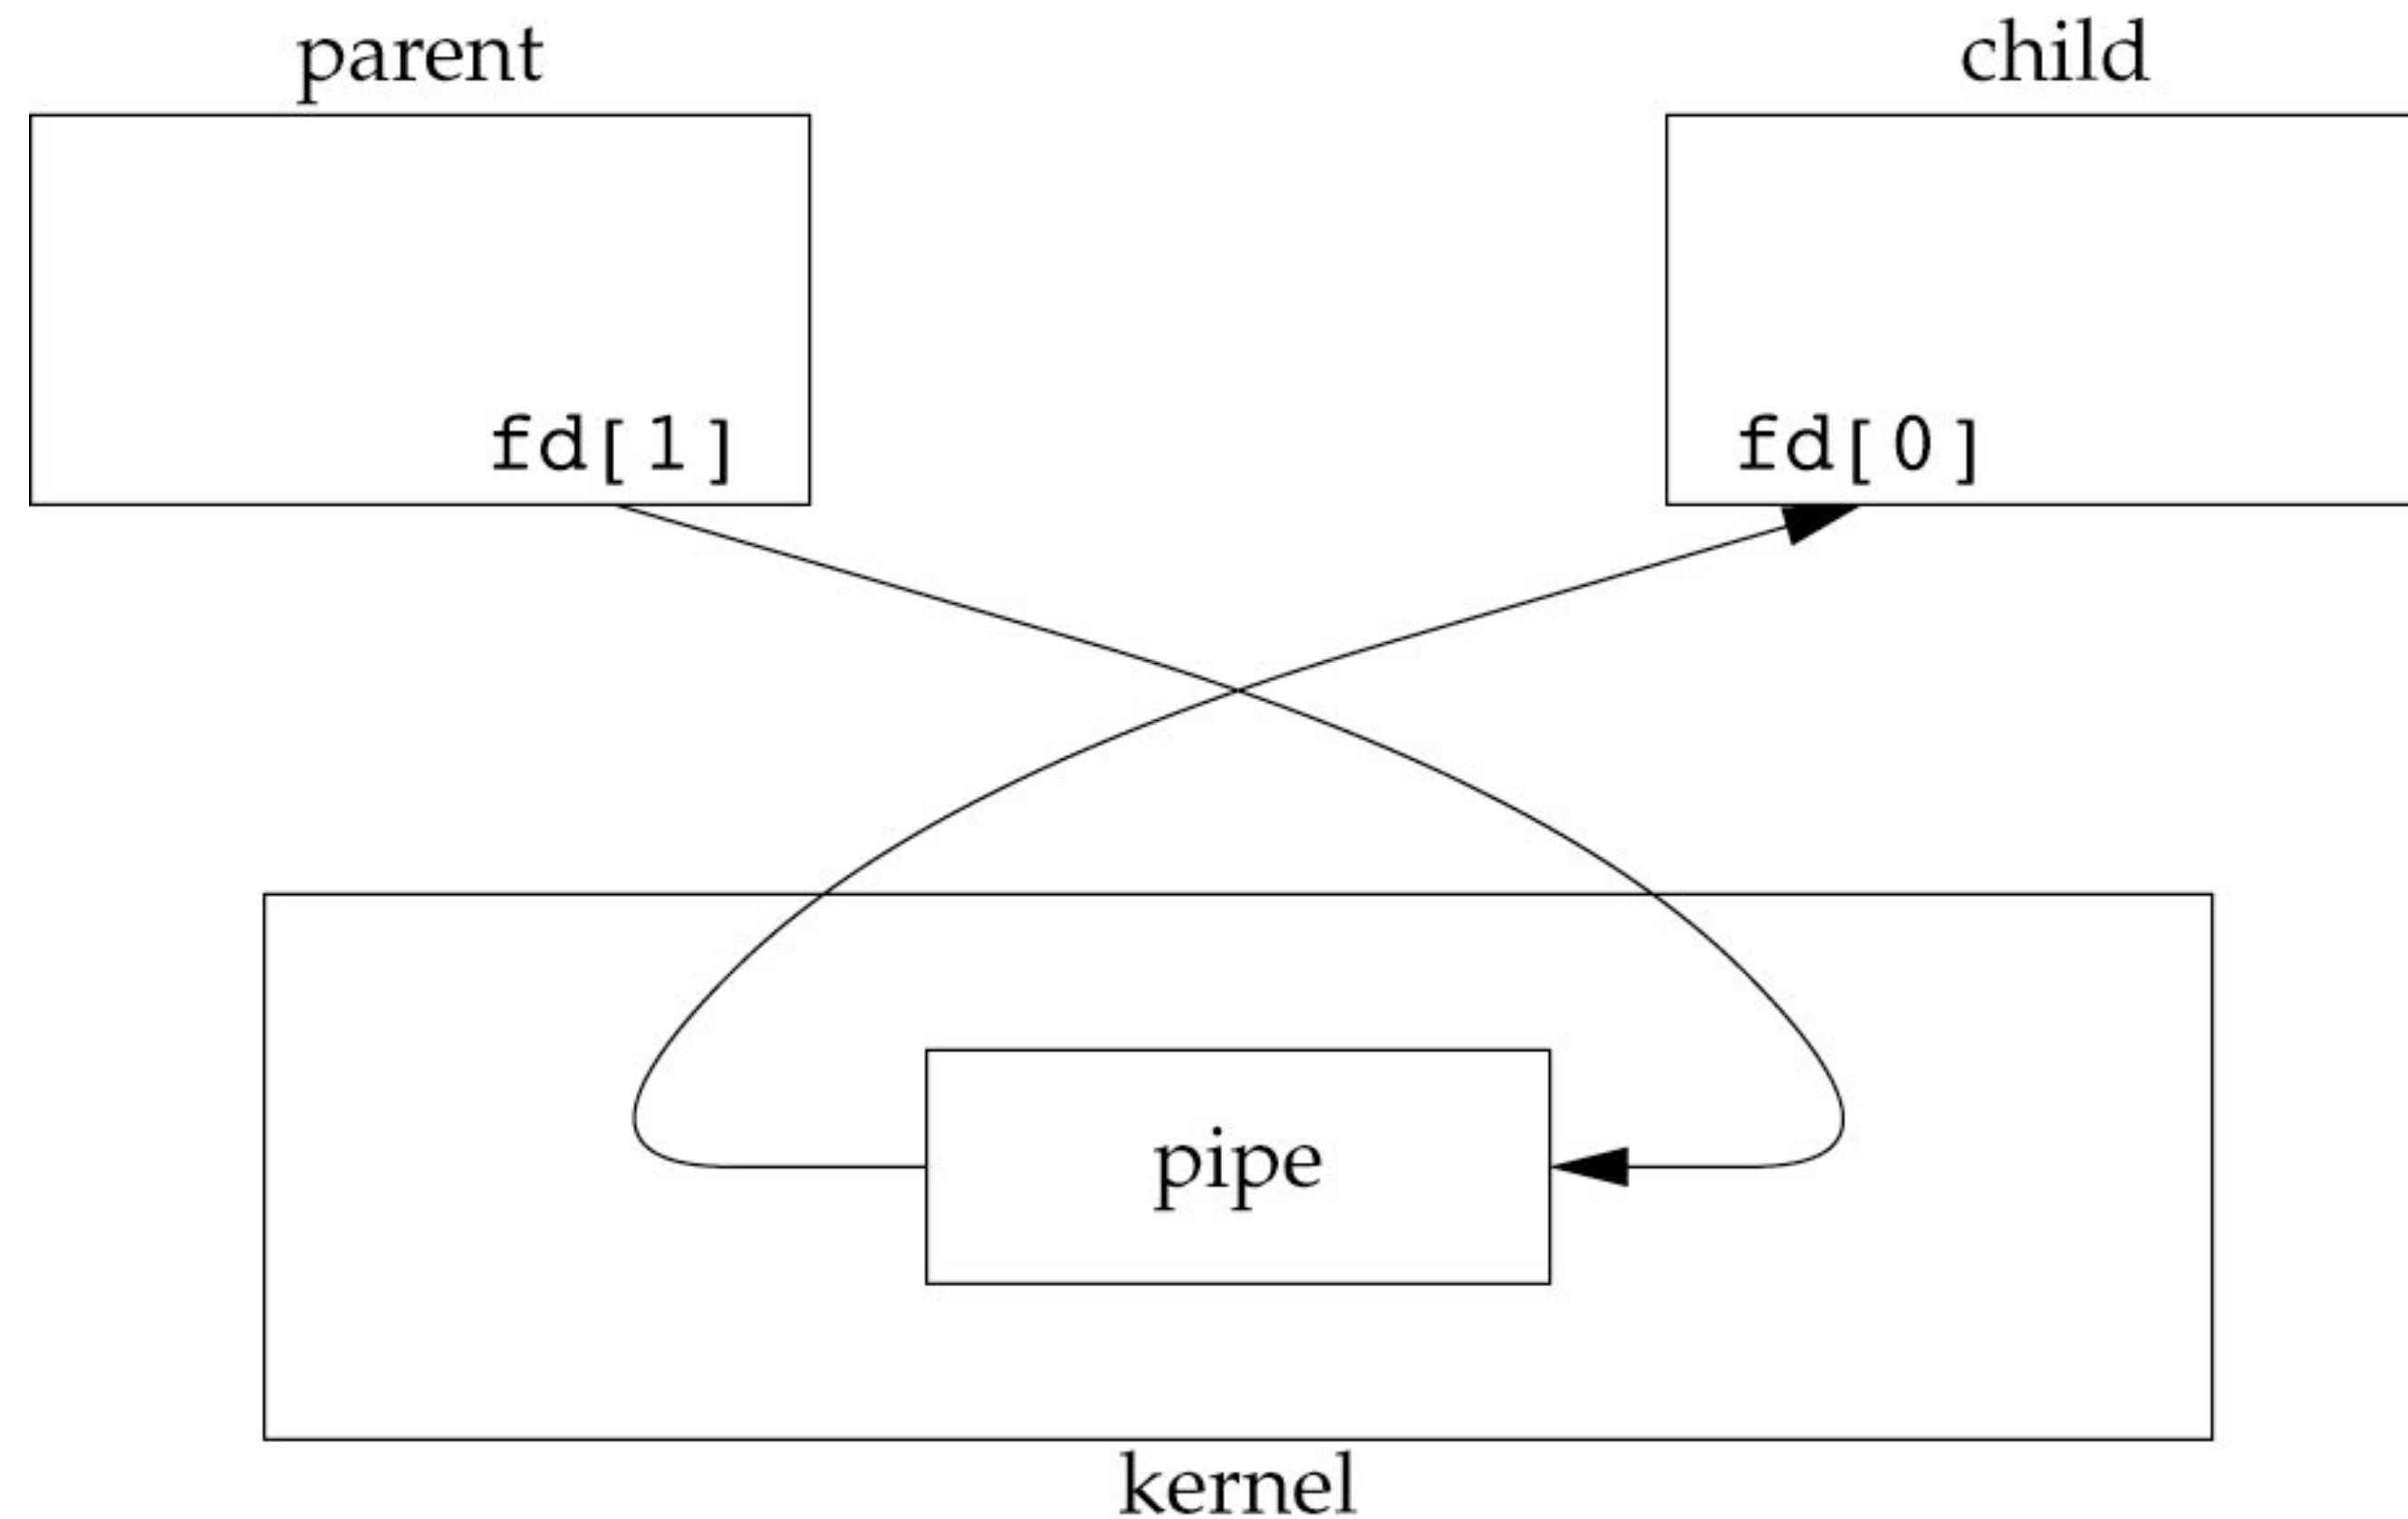 parent
child
fd[1]
fd[0]
pipe
kernel